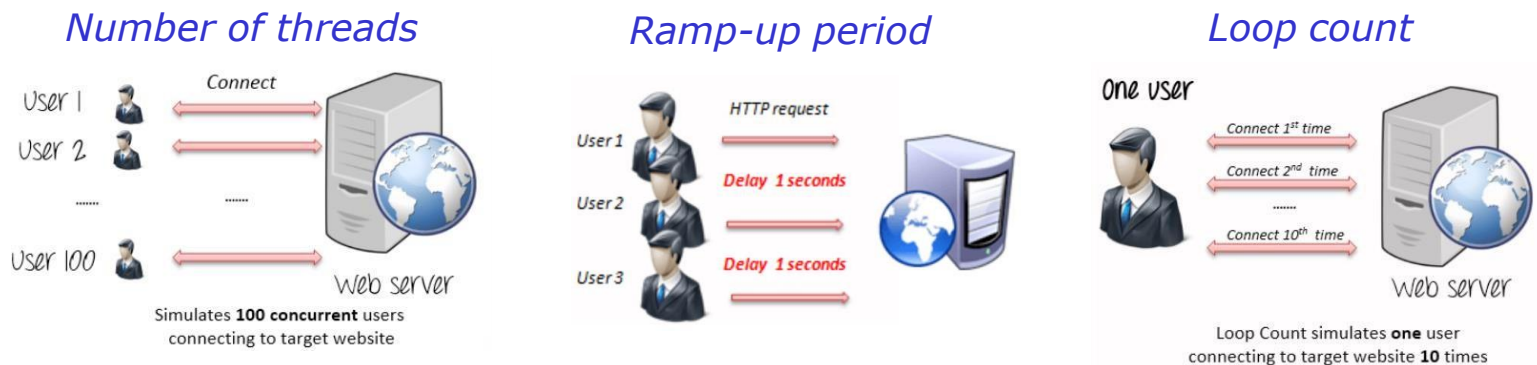 Number of threads
User 1
Connect
User 2
.......
.......
User 100
Web server
Simulates 100 concurrent users
connecting to target website
Ramp-up period
HTTP request
User 1
Delay 1 seconds
User 2
Delay 1 seconds
User 3
Loop count
One user
Connect 1st time
Connect 2nd time
.......
Connect 10th time
Web server
Loop Count simulates one user
connecting to target website 10 times